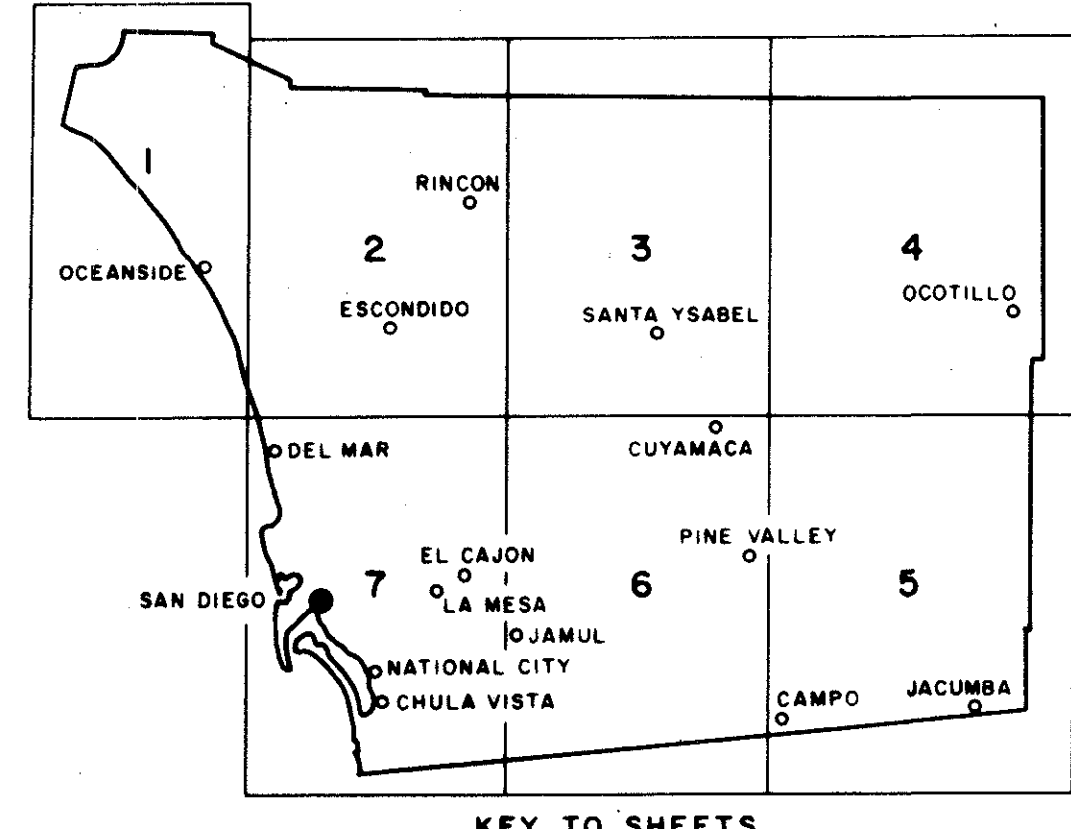 1
RINCON
2
3
4
OCEANSIDE
OCOTILLO
ESCONDIDO
SANTA YSABEL
DEL MAR
CUYAMACA
PINE VALLEY
EL CAJON
7
6
5
SAN DIEGO
LA MESA
JAMUL
NATIONAL CITY
CHULA VISTA
CAMPO
JACUMBA
KEY TO SHEETS